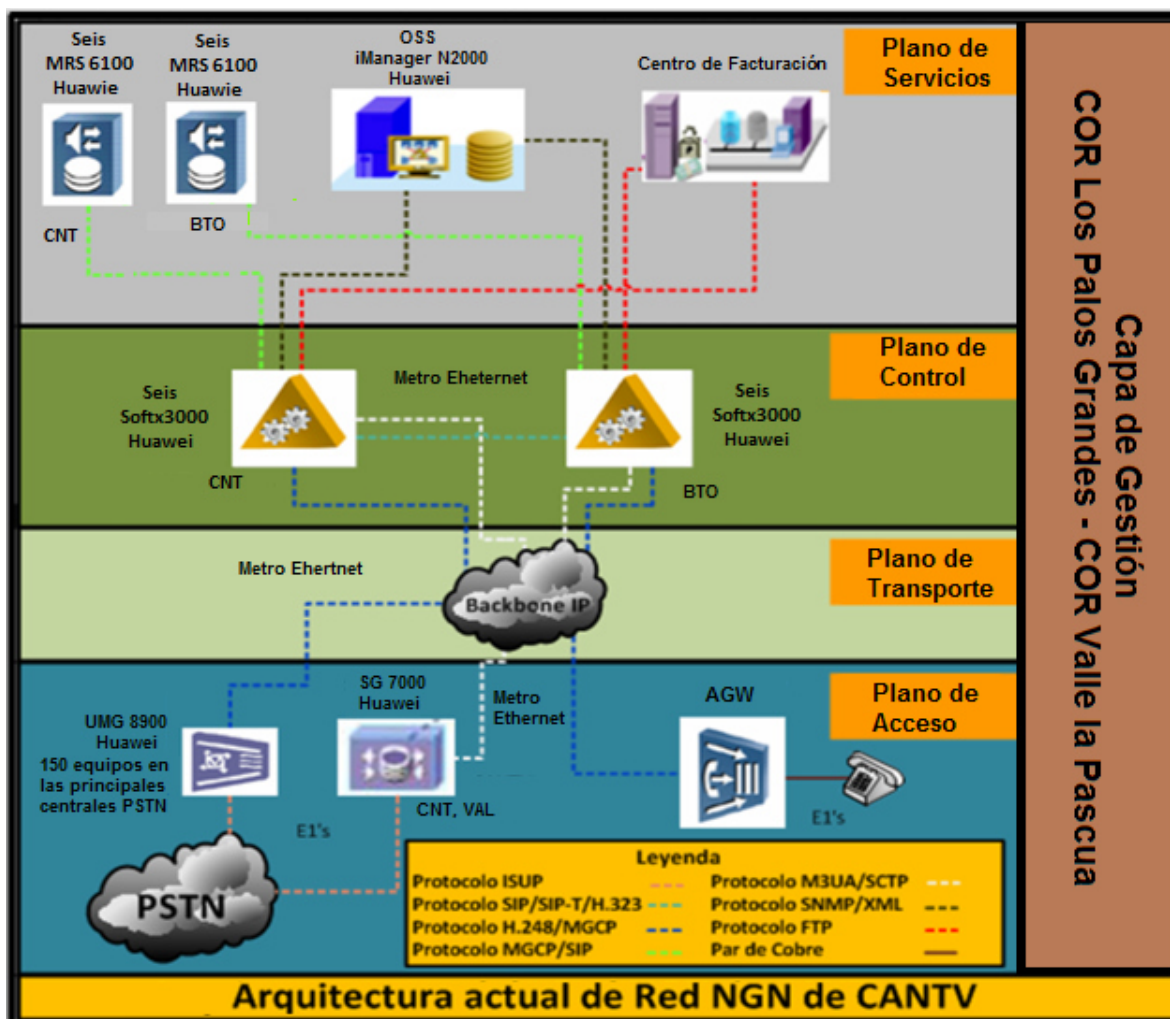 Seis
MRS 6100
Huawie
Seis
MRS 6100
Huawie
OSS
iManager N2000
Huawei
Centro de Facturación
Plano de
Servicios
CNT
BTO
Plano de
Control
Metro Eheternet
Seis
Softx3000
Huawei
Seis
Softx3000
Huawei
CNT
BTO
Plano de
Transporte
Metro Ehertnet
Backbone IP
Plano de
Acceso
UMG 8900
Huawei
150 equipos en
las principales
centrales PSTN
SG 7000
Huawei
Metro
Ethernet
AGW
CNT, VAL
E1's
E1's
PSTN
Leyenda
Protocolo ISUP
Protocolo SIP/SIP-T/H.323
Protocolo H.248/MGCP
Protocolo MGCP/SIP
Protocolo M3UA/SCTP
Protocolo SNMP/XML
Protocolo FTP
Par de Cobre
Capa de Gestión
COR Los Palos Grandes - COR Valle la Pascua
Arquitectura actual de Red NGN de CANTV